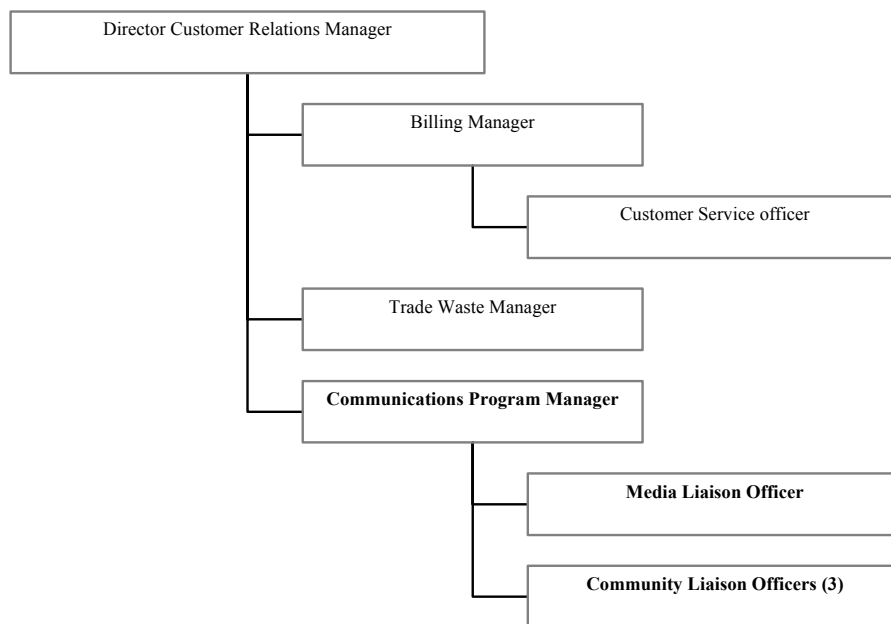 Director Customer Relations Manager
Billing Manager
Customer Service officer
Trade Waste Manager
Communications Program Manager
Media Liaison Officer
Community Liaison Officers (3)